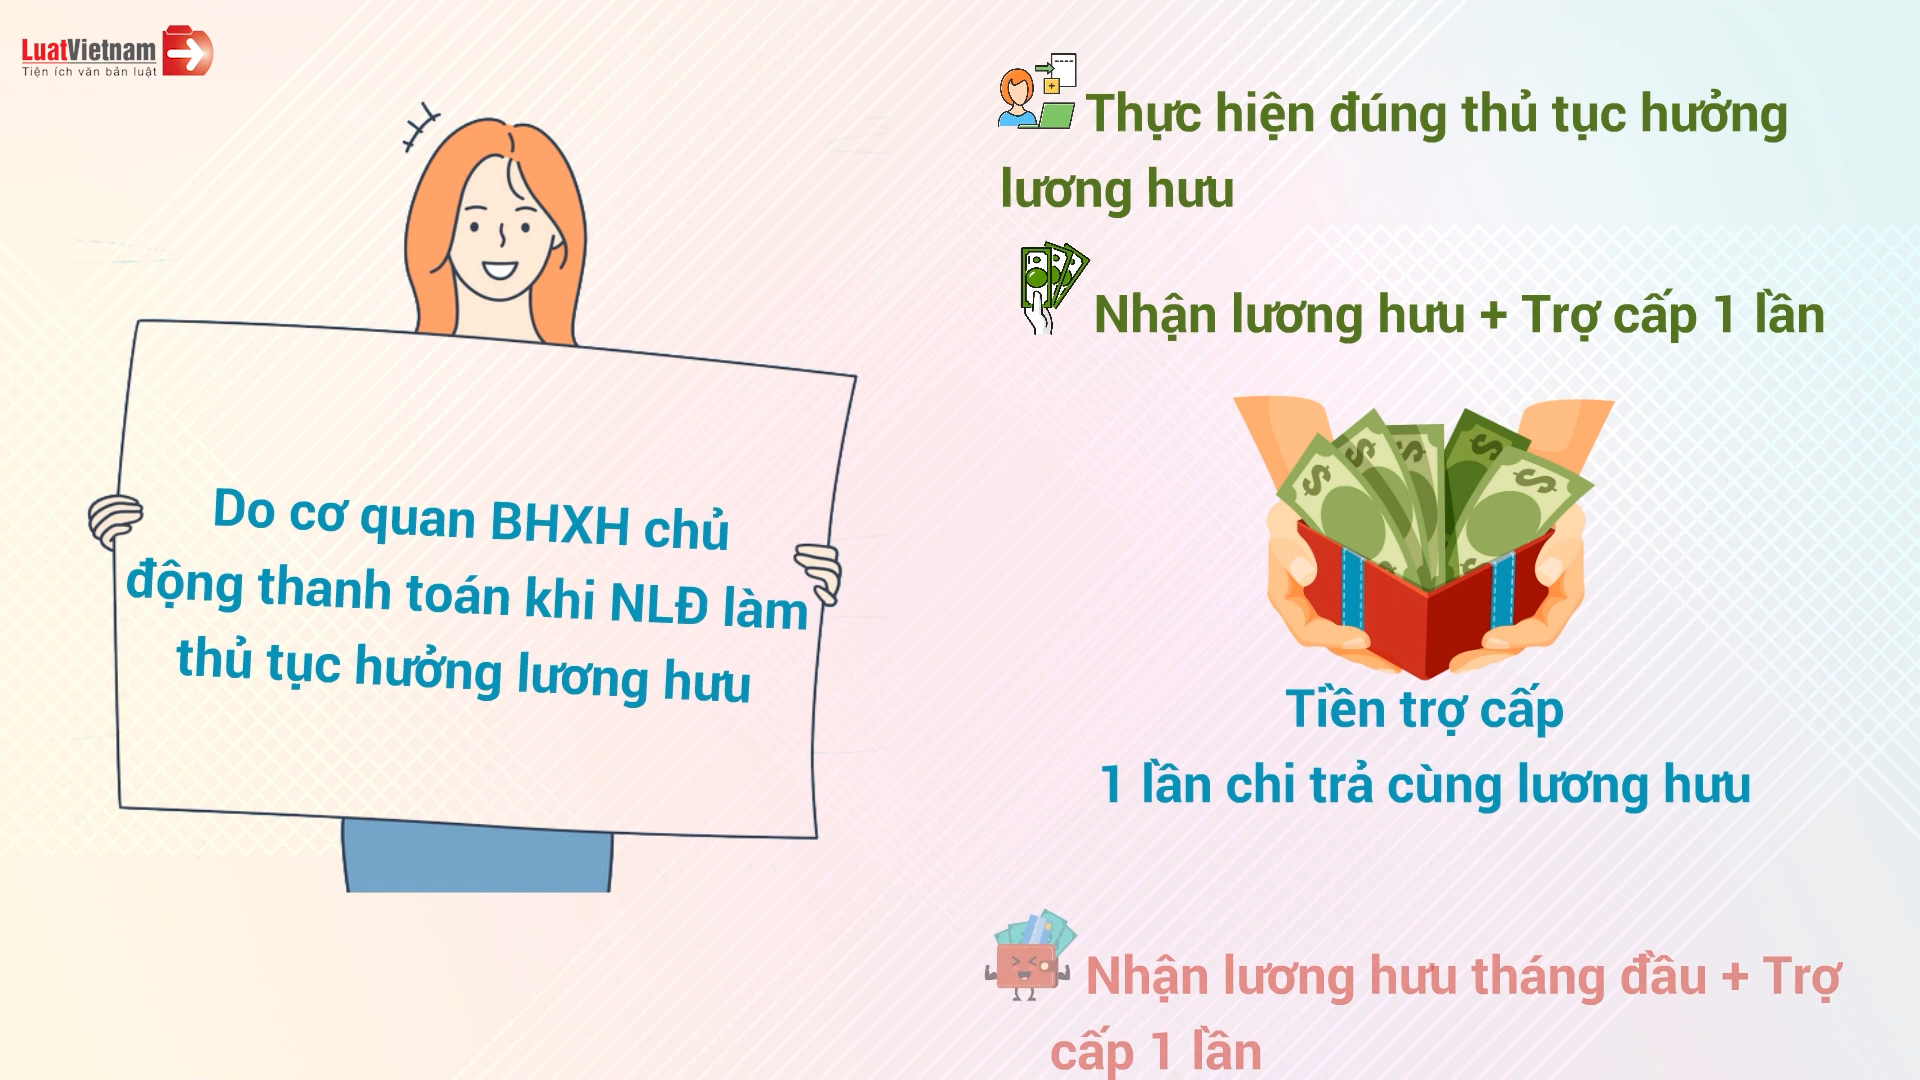 LuatVietnam
Tiện ích văn bản luật
Do cơ quan BHXH chủ
động thanh toán khi NLĐ làm
thủ tục hưởng lương hưu
Thực hiện đúng thủ tục hưởng
lương hưu
Nhận lương hưu + Trợ cấp 1 lần
Tiền trợ cấp
1 lần chi trả cùng lương hưu
Nhận lương hưu tháng đầu + Trợ
cấp 1 lần